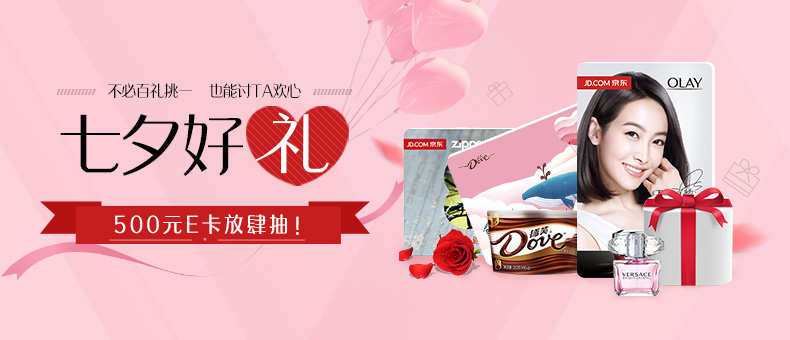 不必百礼挑一 也能讨TA欢心
七夕好礼
500元E卡放肆抽!
JD.COM 京东
Zippo
Dove
JD.COM 京东
OLAY
德芙
Dove
VERSACE